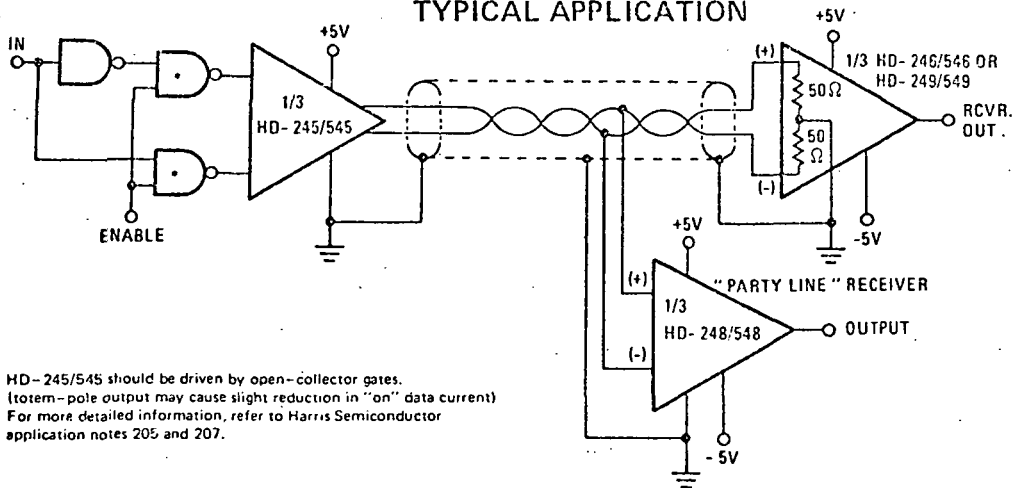 TYPICAL APPLICATION
IN
+5V
1/3
HD-245/545
ENABLE
+5V
(+)
1/3 HD-246/546 OR
HD-249/549
50Ω
50
Ω
(-)
RCVR.
OUT.
-5V
+5V
(+)
"PARTY LINE" RECEIVER
1/3
HD-248/548
(-)
OUTPUT
-5V
HD-245/545 should be driven by open-collector gates.
(totem-pole output may cause slight reduction in "on" data current)
For more detailed information, refer to Harris Semiconductor
application notes 205 and 207.